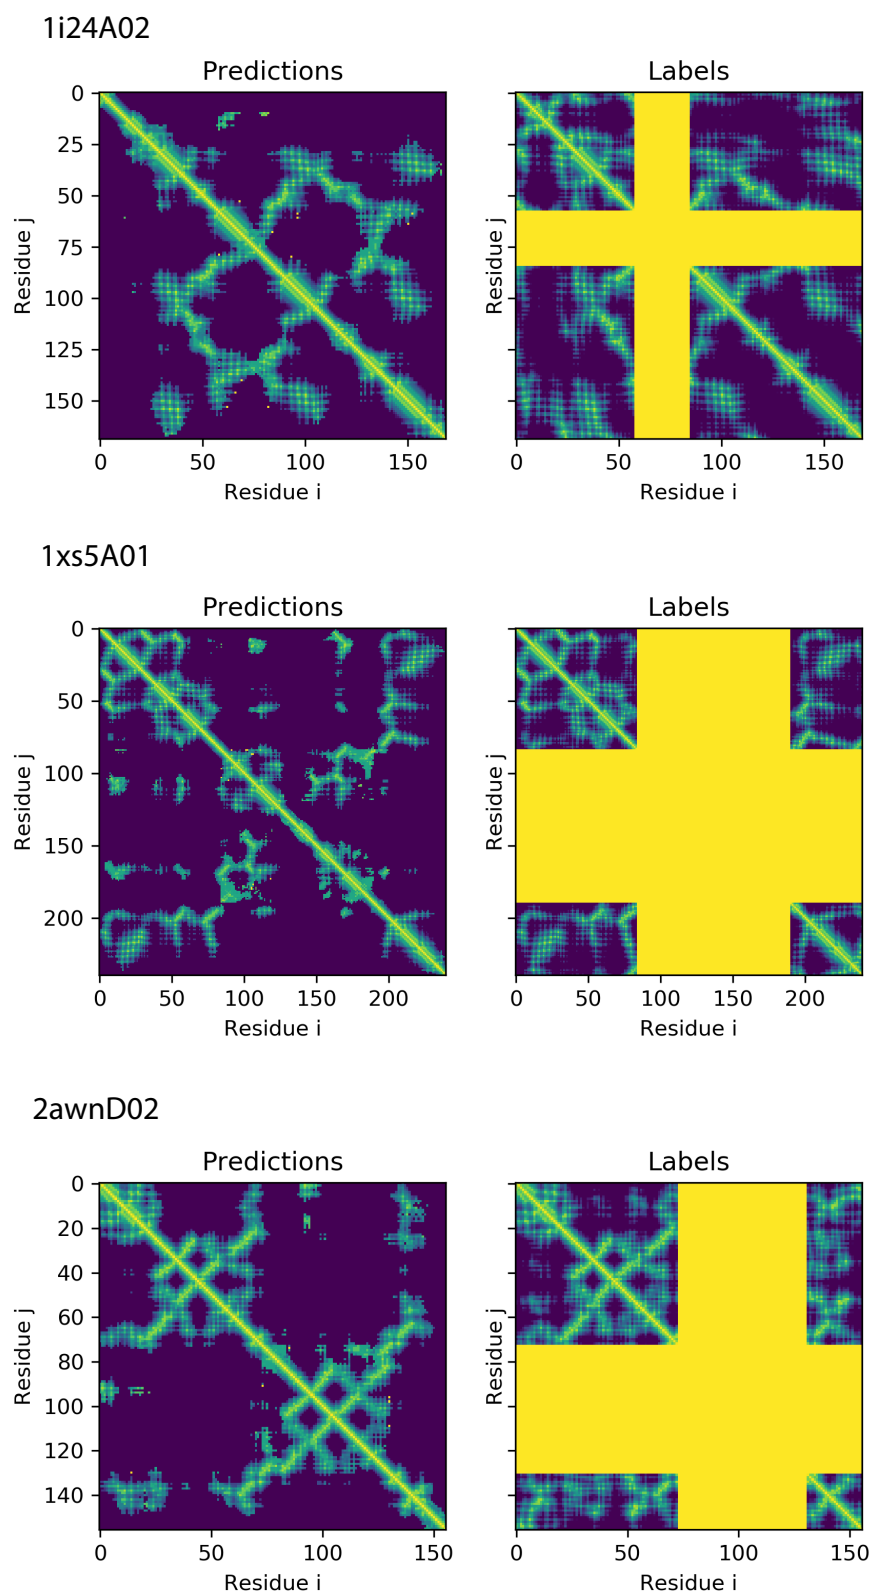 1i24A02
Predictions Labels
0
25
50
75
100
125
150
Residue j
Residue j
0 50 100 150
0 50 100 150
Residue i Residue i
1xs5A01
Predictions Labels
0
50
100
150
200
Residue j
Residue j
0 50 100 150 200
0 50 100 150 200
Residue i Residue i
2awnD02
Predictions Labels
0
20
40
60
80
100
120
140
Residue j
Residue j
0 50 100 150
0 50 100 150
Residue i Residue i